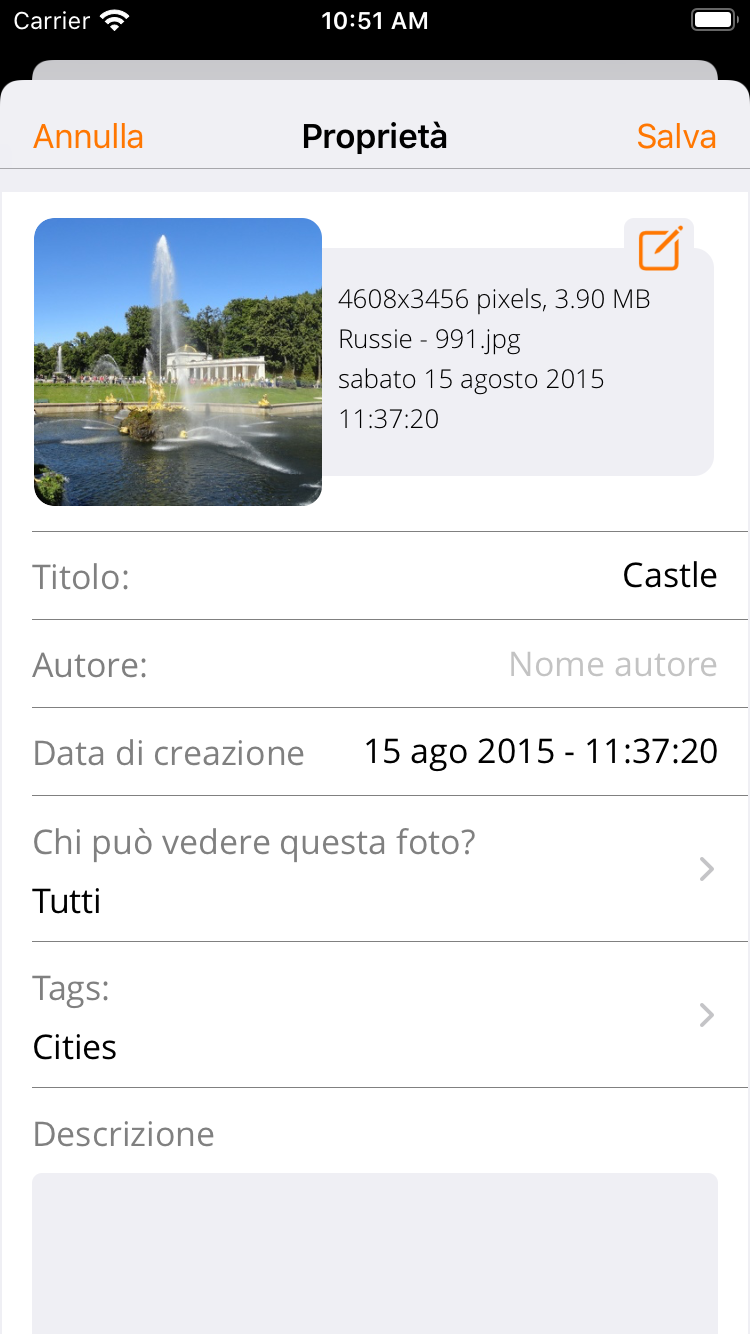 Carrier 10:51 AM
Annulla Proprietà Salva
4608x3456 pixels, 3.90 MB
Russie - 991.jpg
sabato 15 agosto 2015
11:37:20
Titolo: Castle
Autore: Nome autore
Data di creazione 15 ago 2015 - 11:37:20
Chi può vedere questa foto?
Tutti
Tags:
Cities
Descrizione